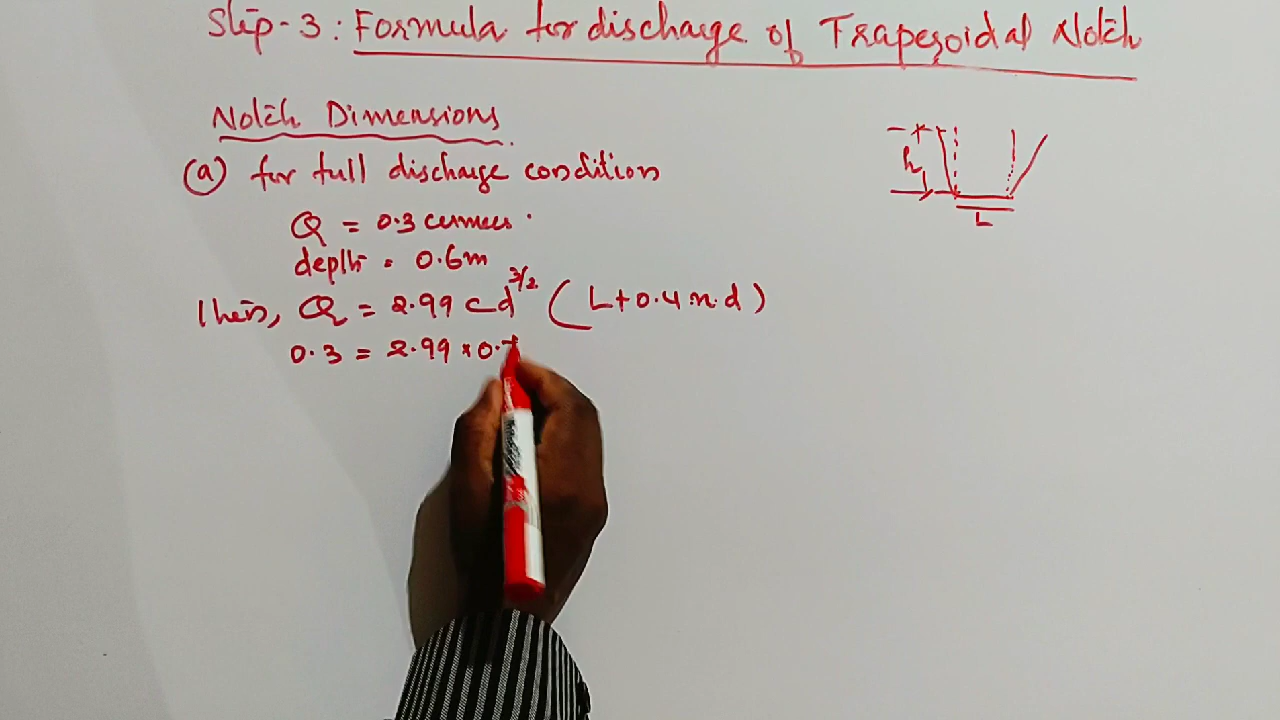 Step-3: Formula for discharge of Trapezoidal Notch
Notch Dimensions
(a) for full discharge condition
Q = 0.3 cumecs.
depth = 0.6m
Then, Q = 2.99 C d^3/2 (L+0.4 n.d)
0.3 = 2.99 × 0.7
h
L